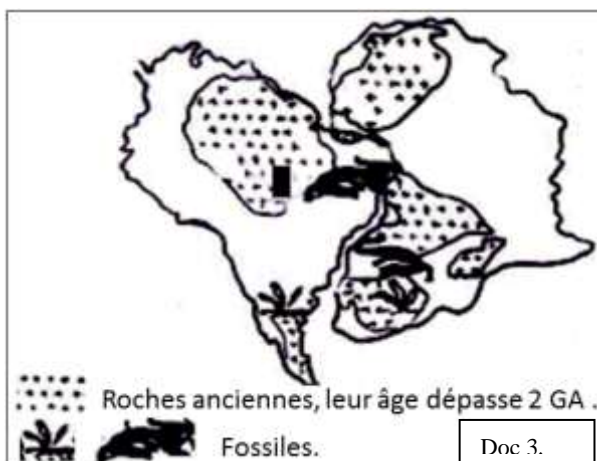 Roches anciennes, leur âge dépasse 2 GA .
Fossiles.
Doc 3.